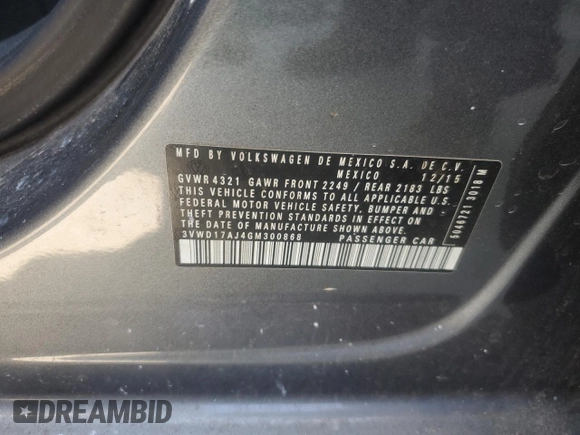 MFD BY VOLKSWAGEN DE MEXICO S.A. DE C.V.
MEXICO 12/15
GVWR 4321 GAWR FRONT 2249 / REAR 2183 LBS
THIS VEHICLE CONFORMS TO ALL APPLICABLE U.S.
FEDERAL MOTOR VEHICLE SAFETY, BUMPER AND
THEFT PREVENTION STANDARDS IN EFFECT ON
THE DATE OF MANUFACTURE SHOWN ABOVE.
3VWD17AJ4GM300868 PASSENGER CAR
5046721 3018 M
DREAMBID